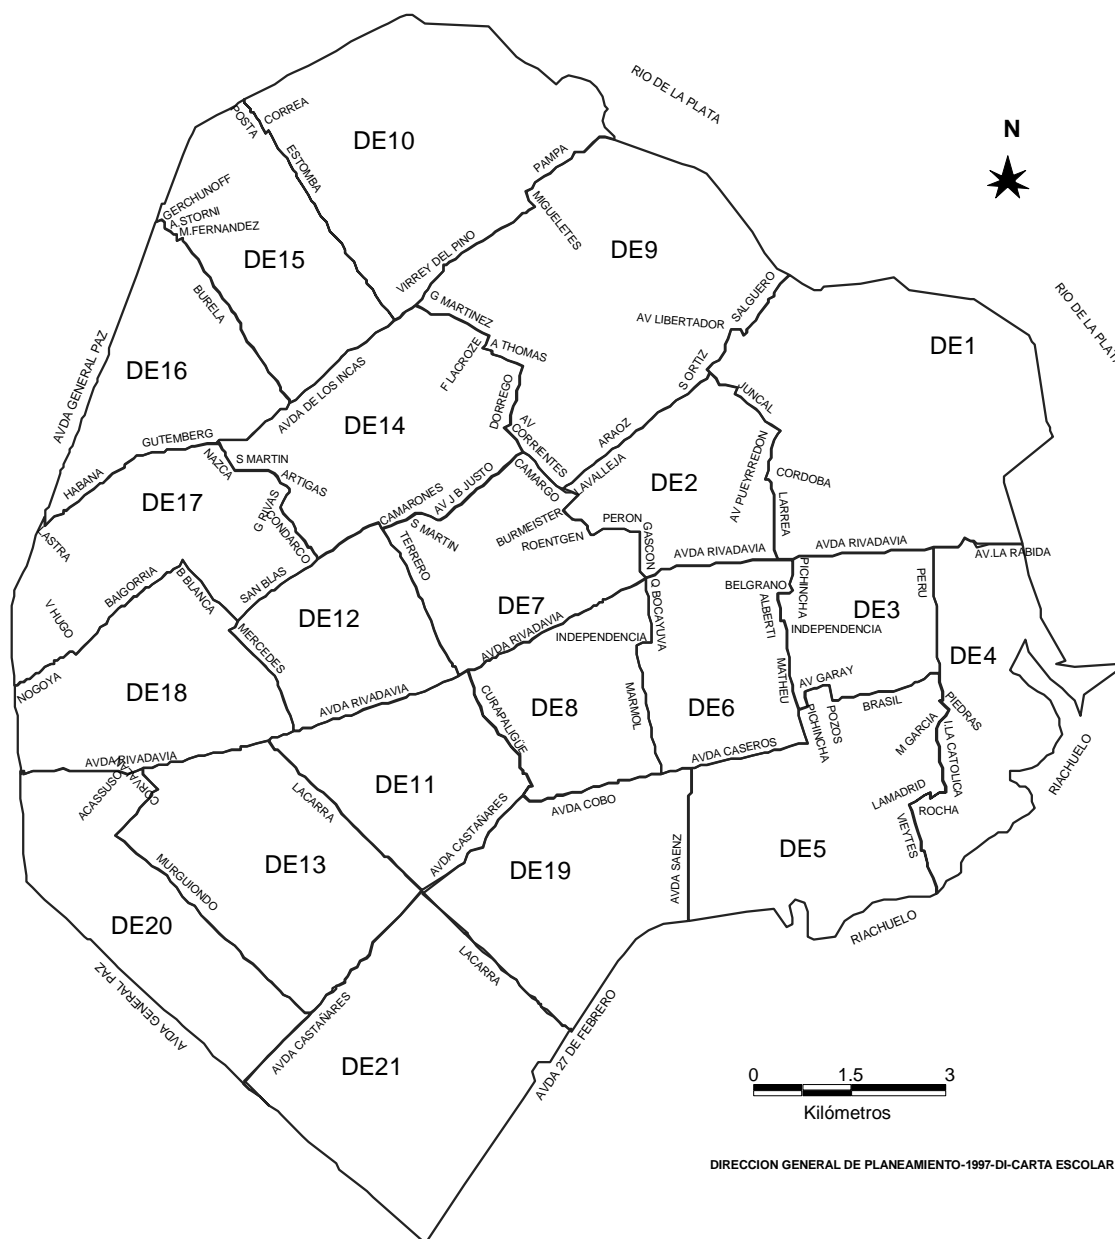 RIO DE LA PLATA
N
CORREA
POSTA
DE10
ESTOMBA
PAMPA
GERCHUNOFF
A.STORNI
M.FERNANDEZ
MIGUELETES
DE9
DE15
VIRREY DEL PINO
BURELA
SALGUERO
RIO DE LA PLATA
G MARTINEZ
AV LIBERTADOR
DE1
A THOMAS
F LACROZE
S ORTIZ
AVDA GENERAL PAZ
DE16
AVDA DE LOS INCAS
JUNCAL
DORREGO
DE14
AV
CORRIENTES
ARAOZ
GUTEMBERG
NAZCA
S MARTIN
ARTIGAS
HABANA
AV J B JUSTO
CAMARGO
LAVALLEJA
AV PUEYRREDON
CORDOBA
DE2
DE17
G RIVAS
CONDARCO
CAMARONES
S MARTIN
BURMEISTER
ROENTGEN
PERON
GASCON
LARREA
LASTRA
TERRERO
AVDA RIVADAVIA
AVDA RIVADAVIA
AV.LA RABIDA
BAIGORRIA
B BLANCA
SAN BLAS
Q BOCAYUVA
BELGRANO
PICHINCHA
PERU
V HUGO
DE12
DE7
ALBERTI
DE3
MERCEDES
AVDA RIVADAVIA
INDEPENDENCIA
INDEPENDENCIA
DE4
NOGOYA
DE18
AVDA RIVADAVIA
CURAPALIGÜE
DE8
MARMOL
DE6
MATHEU
AV GARAY
PICHINCHA
POZOS
BRASIL
PIEDRAS
M GARCIA
I.LA CATOLICA
AVDA RIVADAVIA
ACASSUSO
CORVALAN
AVDA CASEROS
RIACHUELO
LACARRA
DE11
AVDA COBO
LAMADRID
ROCHA
VIEYTES
AVDA CASTAÑARES
DE13
DE19
AVDA SAENZ
DE5
MURGUIONDO
DE20
RIACHUELO
LACARRA
AVDA GENERAL PAZ
AVDA CASTAÑARES
AVDA 27 DE FEBRERO
DE21
0 1.5 3
Kilómetros
DIRECCION GENERAL DE PLANEAMIENTO-1997-DI-CARTA ESCOLAR